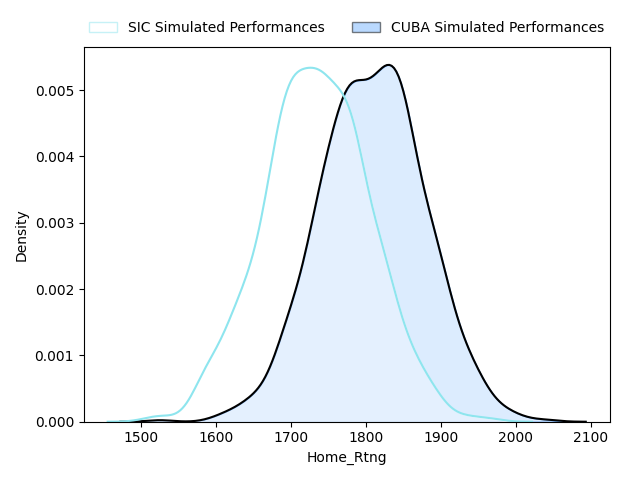 SIC Simulated Performances CUBA Simulated Performances
0.005
0.004
0.003
0.002
0.001
0.000
Density
1500 1600 1700 1800 1900 2000 2100
Home_Rtng